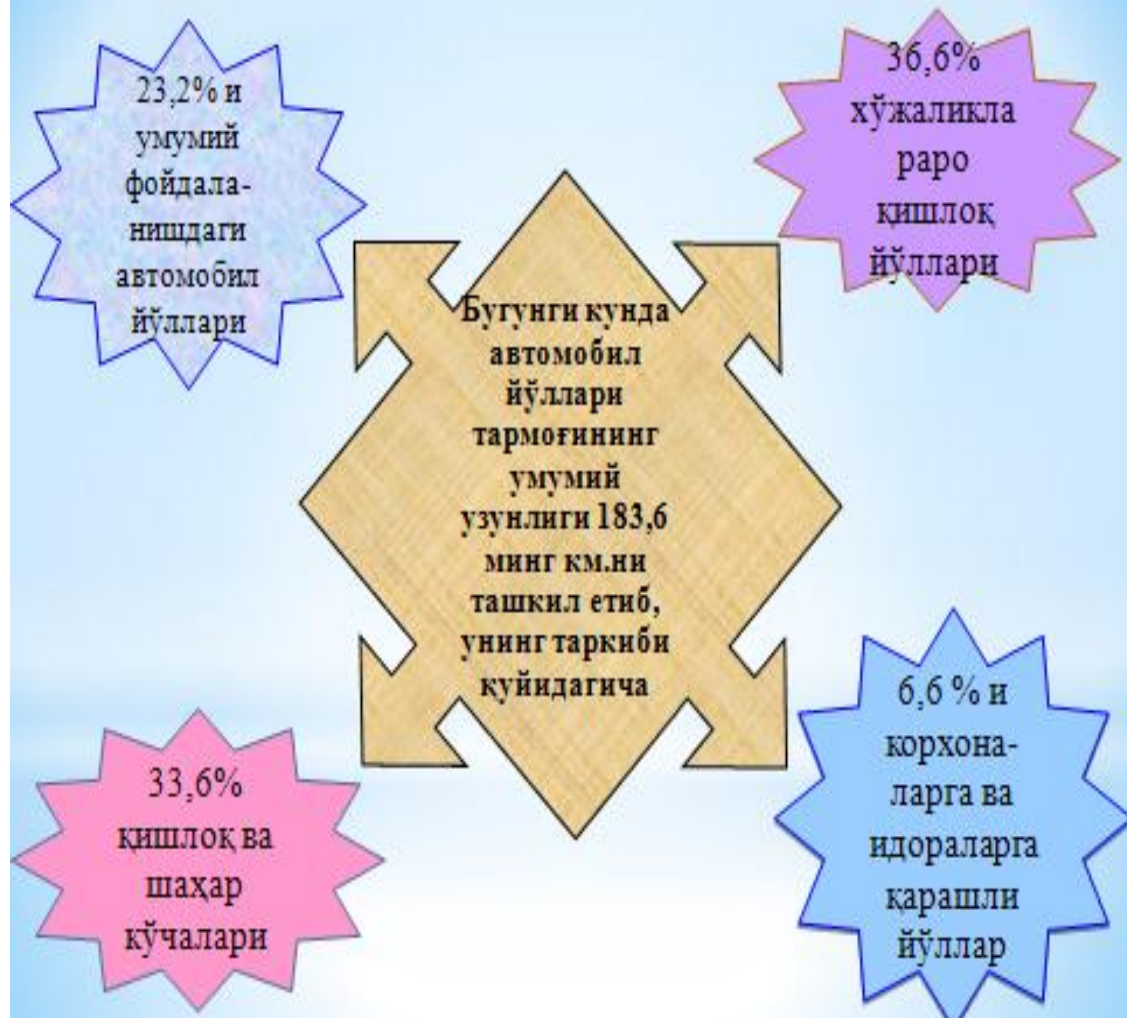 23,2% и
умумий
фойдала-
нишдаги
автомобил
йўллари
36,6%
хўжаликла
раро
қишлоқ
йўллари
Бугунги кунда
автомобил
йўллари
тармоғининг
умумий
узунлиги 183,6
минг км.ни
ташкил етиб,
унинг таркиби
қуйидагича
33,6%
қишлоқ ва
шаҳар
кўчалари
6,6 % и
корхона-
ларга ва
идораларга
қарашли
йўллар